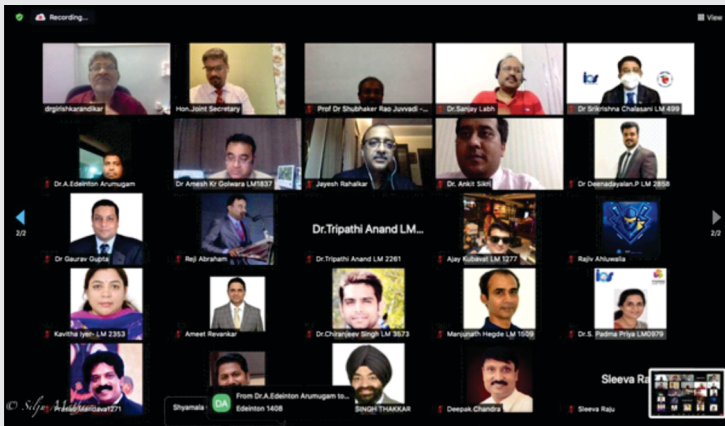 Recording...
View
drgirishkarandikar
Hon.Joint Secretary
Prof Dr Shubhaker Rao Juvvadi -...
Dr.Sanjay Labh
Dr Srikrishna Chalasani LM 499
Dr.A.Edeinton Arumugam
Dr Amesh Kr Golwara LM1837
Jayesh Rahalkar
Dr. Ankit Sikri
Dr Deenadayalan.P LM 2858
2/2
2/2
Dr Gaurav Gupta
Reji Abraham
Dr.Tripathi Anand LM...
Dr.Tripathi Anand LM 2261
Ajay Kubavat LM 1277
Rajiv Ahluwalia
Kavitha Iyer- LM 2353
Ameet Revankar
Dr.Chiranjeev Singh LM 3573
Manjunath Hegde LM 1509
ios
Dr.S. Padma Priya LM0979
Sleeva Ra
Shyamala
DA
From Dr.A.Edeinton Arumugam to...
Edeinton 1408
SINGH THAKKAR
Deepak.Chandra
Sleeva Raju